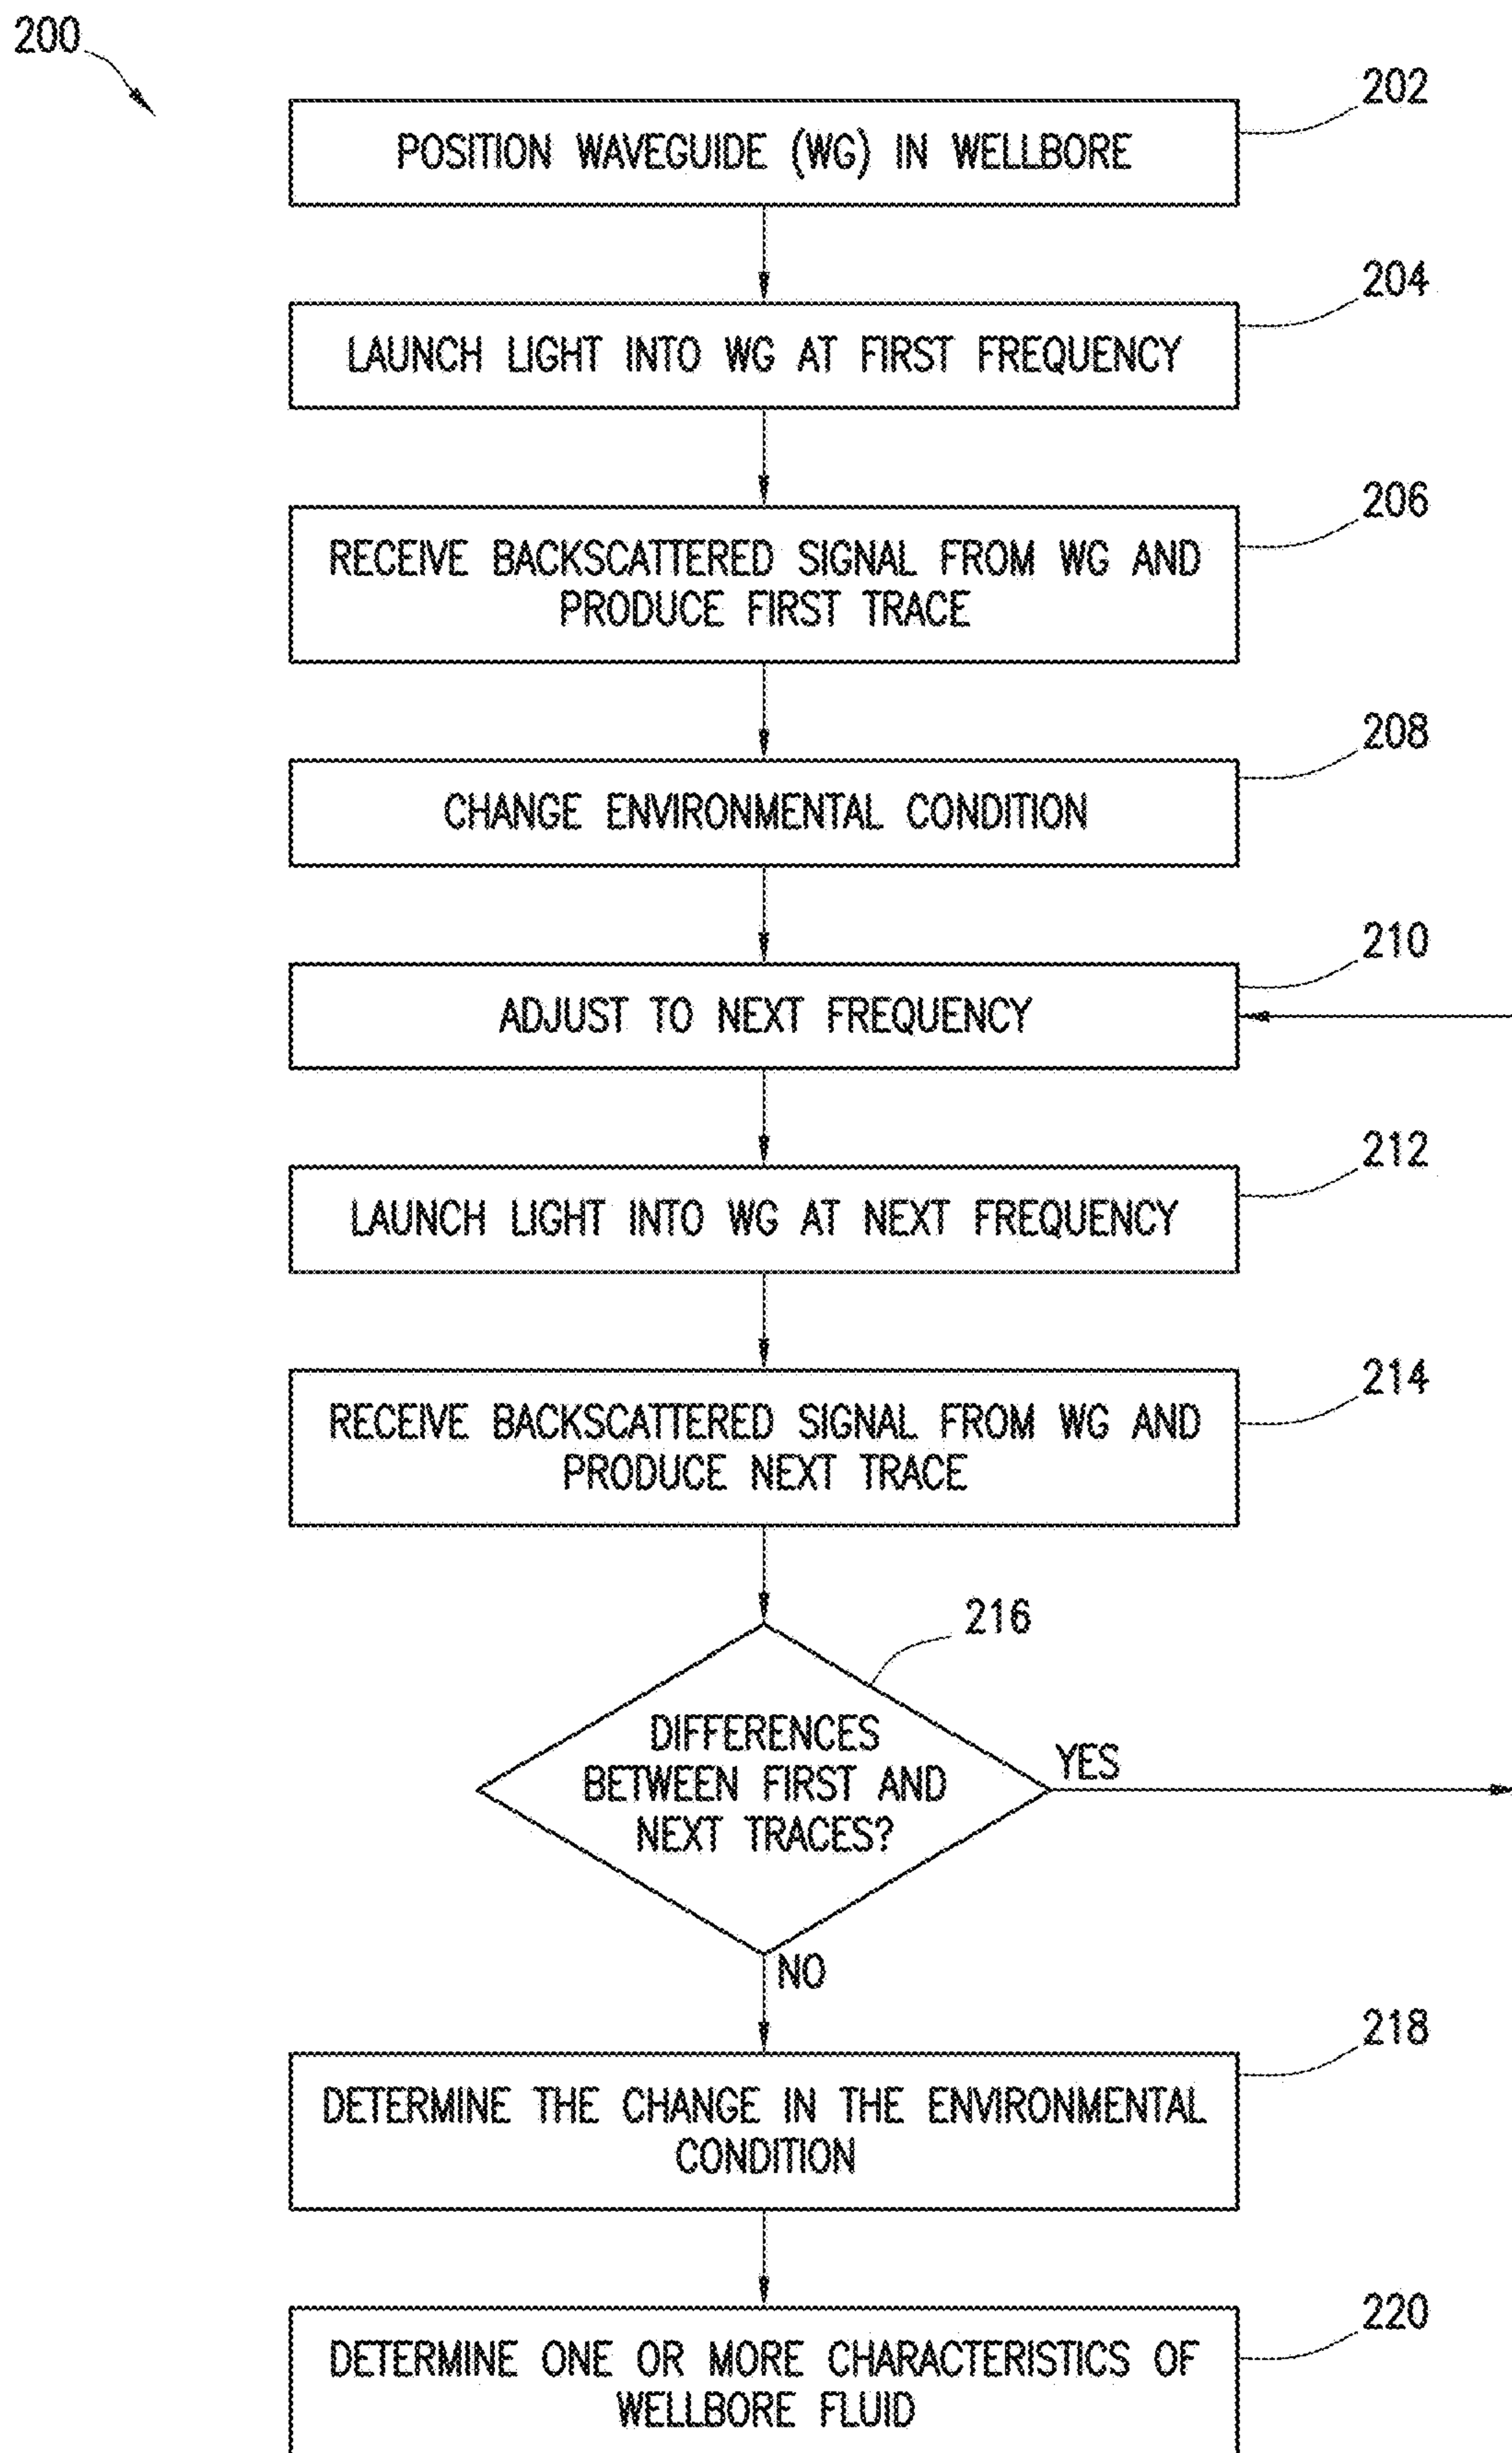 200
202
POSITION WAVEGUIDE (WG) IN WELLBORE
204
LAUNCH LIGHT INTO WG AT FIRST FREQUENCY
206
RECEIVE BACKSCATTERED SIGNAL FROM WG AND
PRODUCE FIRST TRACE
208
CHANGE ENVIRONMENTAL CONDITION
210
ADJUST TO NEXT FREQUENCY
212
LAUNCH LIGHT INTO WG AT NEXT FREQUENCY
214
RECEIVE BACKSCATTERED SIGNAL FROM WG AND
PRODUCE NEXT TRACE
216
DIFFERENCES
BETWEEN FIRST AND
NEXT TRACES?
YES
NO
218
DETERMINE THE CHANGE IN THE ENVIRONMENTAL
CONDITION
220
DETERMINE ONE OR MORE CHARACTERISTICS OF
WELLBORE FLUID